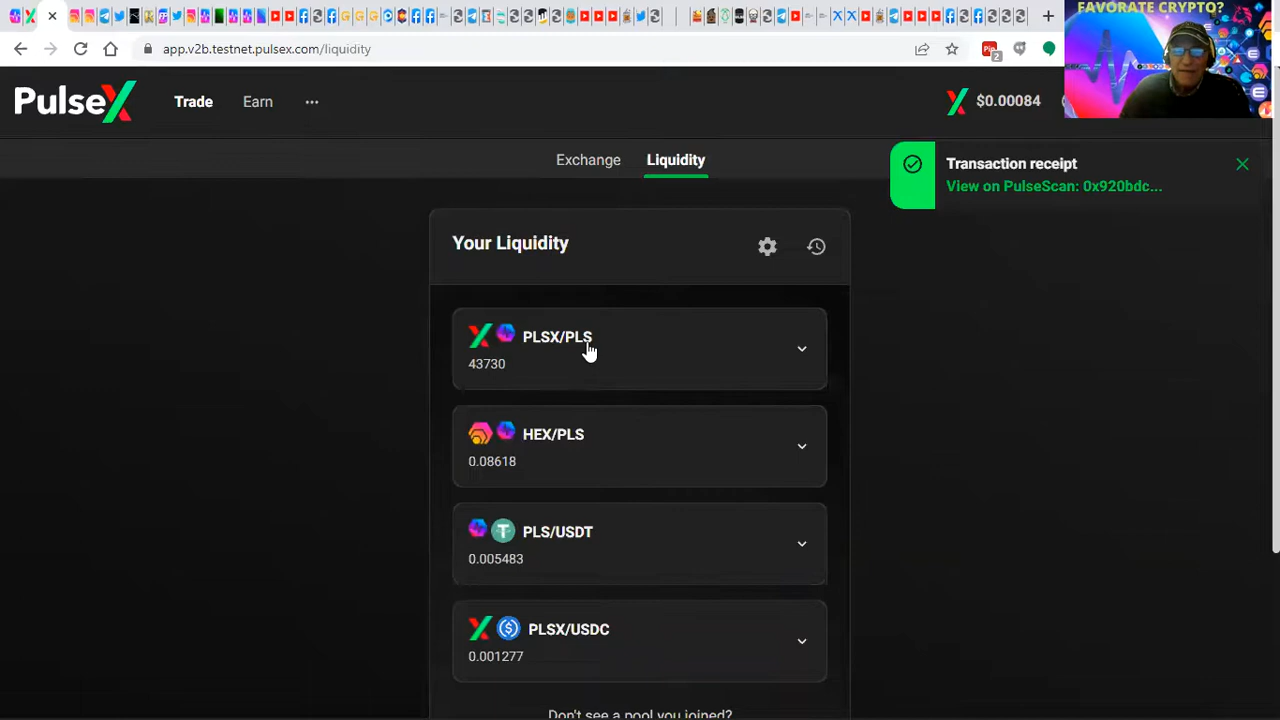 FAVORATE CRYPTO?
app.v2b.testnet.pulsex.com/liquidity
2
PulseX
Trade
Earn
$0.00084
Exchange
Liquidity
Transaction receipt
View on PulseScan: 0x920bdc...
Your Liquidity
PLSX/PLS
43730
HEX/PLS
0.08618
PLS/USDT
0.005483
PLSX/USDC
0.001277
Don't see a pool you joined?